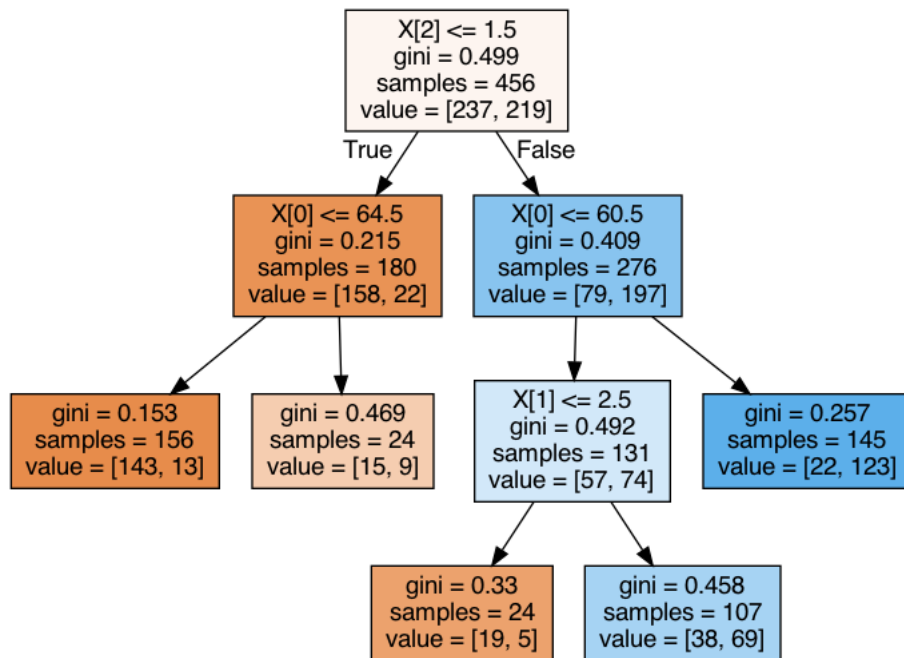 X[2] <= 1.5
gini = 0.499
samples = 456
value = [237, 219]
True
False
X[0] <= 64.5
gini = 0.215
samples = 180
value = [158, 22]
X[0] <= 60.5
gini = 0.409
samples = 276
value = [79, 197]
gini = 0.153
samples = 156
value = [143, 13]
gini = 0.469
samples = 24
value = [15, 9]
X[1] <= 2.5
gini = 0.492
samples = 131
value = [57, 74]
gini = 0.257
samples = 145
value = [22, 123]
gini = 0.33
samples = 24
value = [19, 5]
gini = 0.458
samples = 107
value = [38, 69]